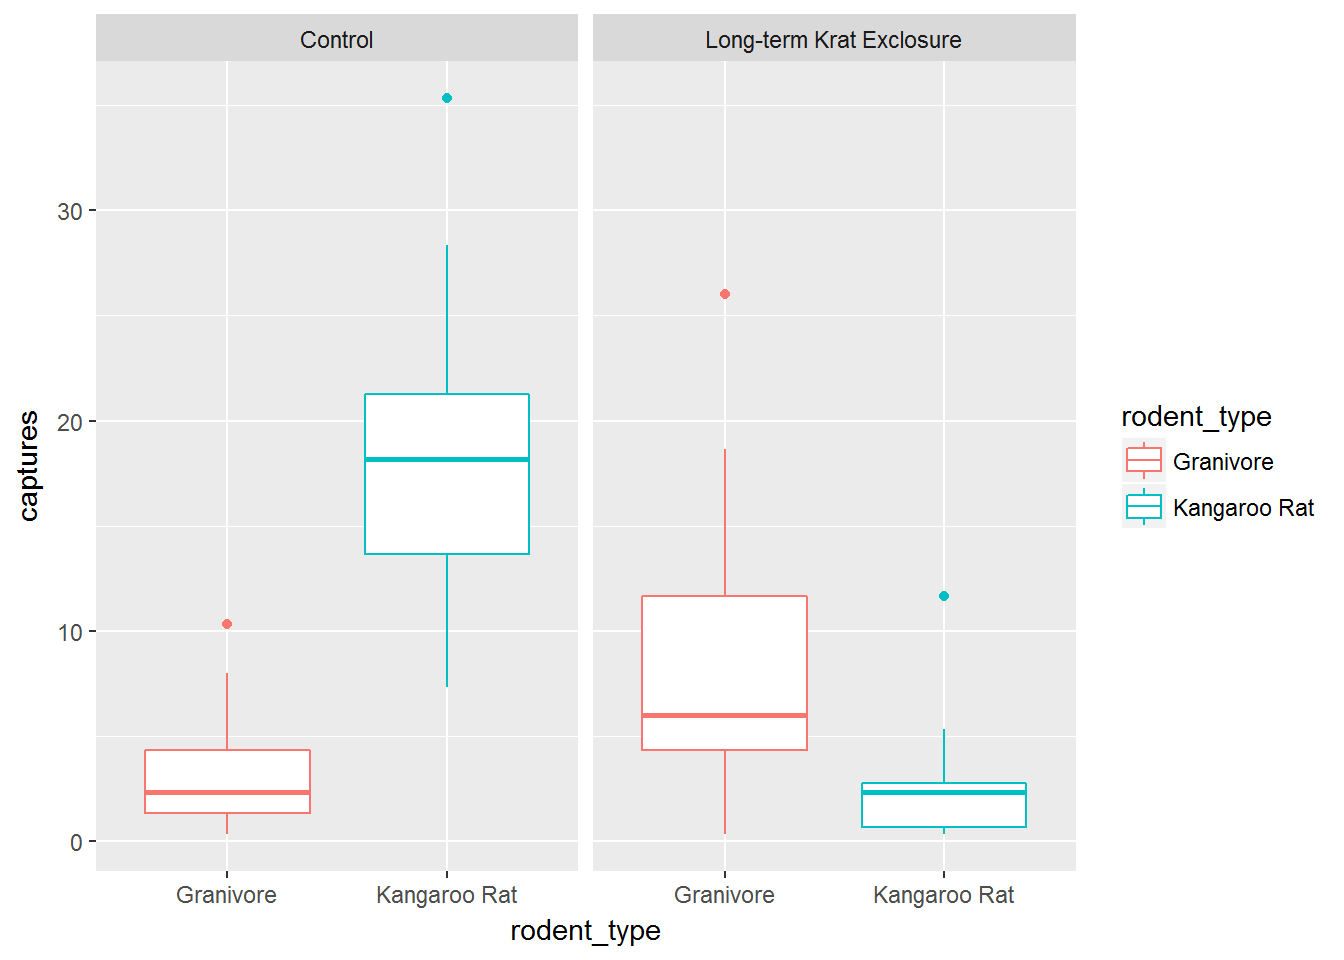 Control
Long-term Krat Exclosure
captures
30
20
10
0
Granivore
Kangaroo Rat
Granivore
Kangaroo Rat
rodent_type
rodent_type
Granivore
Kangaroo Rat